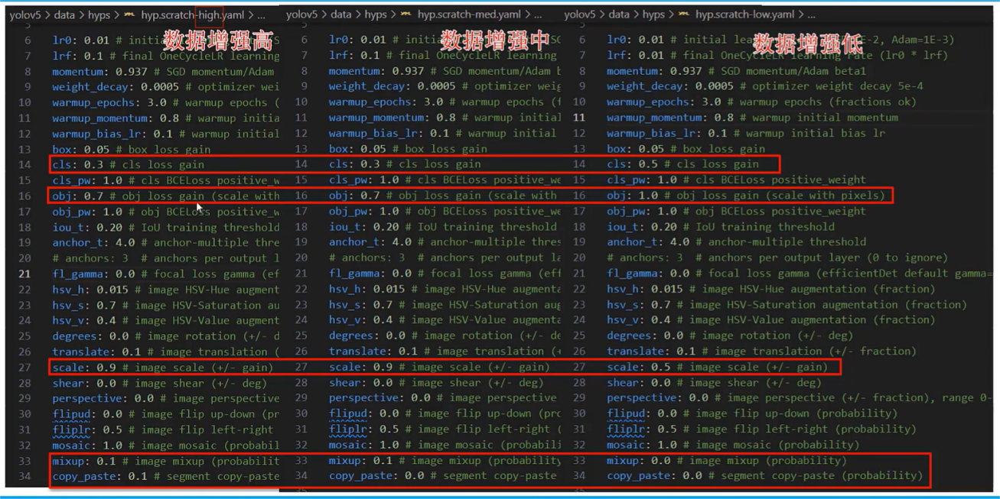 yolov5 > data > hyps > hyp.scratch-high.yaml > ...
数据增强高
6 lr0: 0.01 # initi
7 lrf: 0.1 # final OneCycleLR learning
8 momentum: 0.937 # SGD momentum/Adam
9 weight_decay: 0.0005 # optimizer wei
10 warmup_epochs: 3.0 # warmup epochs (
11 warmup_momentum: 0.8 # warmup initia
12 warmup_bias_lr: 0.1 # warmup initial
13 box: 0.05 # box loss gain
14 cls: 0.3 # cls loss gain
15 cls_pw: 1.0 # cls BCELoss positive_w
16 obj: 0.7 # obj loss gain (scale with
17 obj_pw: 1.0 # obj BCELoss positive_w
18 iou_t: 0.20 # IoU training threshold
19 anchor_t: 4.0 # anchor-multiple thre
20 # anchors: 3 # anchors per output l
21 fl_gamma: 0.0 # focal loss gamma (ef
22 hsv_h: 0.015 # image HSV-Hue augment
23 hsv_s: 0.7 # image HSV-Saturation au
24 hsv_v: 0.4 # image HSV-Value augment
25 degrees: 0.0 # image rotation (+/- d
26 translate: 0.1 # image translation (
27 scale: 0.9 # image scale (+/- gain)
28 shear: 0.0 # image shear (+/- deg)
29 perspective: 0.0 # image perspective
30 flipud: 0.0 # image flip up-down (pr
31 fliplr: 0.5 # image flip left-right
32 mosaic: 1.0 # image mosaic (probabil
33 mixup: 0.1 # image mixup (probabilit
34 copy_paste: 0.1 # segment copy-paste
yolov5 > data > hyps > hyp.scratch-med.yaml > ...
数据增强中
6 lr0: 0.01 # initi
7 lrf: 0.1 # final OneCycleLR learning
8 momentum: 0.937 # SGD momentum/Adam b
9 weight_decay: 0.0005 # optimizer weig
10 warmup_epochs: 3.0 # warmup epochs (f
11 warmup_momentum: 0.8 # warmup initial
12 warmup_bias_lr: 0.1 # warmup initial
13 box: 0.05 # box loss gain
14 cls: 0.3 # cls loss gain
15 cls_pw: 1.0 # cls BCELoss positive_we
16 obj: 0.7 # obj loss gain (scale with
17 obj_pw: 1.0 # obj BCELoss positive_we
18 iou_t: 0.20 # IoU training threshold
19 anchor_t: 4.0 # anchor-multiple thres
20 # anchors: 3 # anchors per output la
21 fl_gamma: 0.0 # focal loss gamma (eff
22 hsv_h: 0.015 # image HSV-Hue augmenta
23 hsv_s: 0.7 # image HSV-Saturation aug
24 hsv_v: 0.4 # image HSV-Value augmenta
25 degrees: 0.0 # image rotation (+/- de
26 translate: 0.1 # image translation (+
27 scale: 0.9 # image scale (+/- gain)
28 shear: 0.0 # image shear (+/- deg)
29 perspective: 0.0 # image perspective
30 flipud: 0.0 # image flip up-down (pro
31 fliplr: 0.5 # image flip left-right (
32 mosaic: 1.0 # image mosaic (probabili
33 mixup: 0.1 # image mixup (probability
34 copy_paste: 0.0 # segment copy-paste
yolov5 > data > hyps > hyp.scratch-low.yaml > ...
数据增强低
6 lr0: 0.01 # initial lea E-2, Adam=1E-3)
7 lrf: 0.1 # final OneCycleLR learning rate (lr0 * lrf)
8 momentum: 0.937 # SGD momentum/Adam beta1
9 weight_decay: 0.0005 # optimizer weight decay 5e-4
10 warmup_epochs: 3.0 # warmup epochs (fractions ok)
11 warmup_momentum: 0.8 # warmup initial momentum
12 warmup_bias_lr: 0.1 # warmup initial bias lr
13 box: 0.05 # box loss gain
14 cls: 0.5 # cls loss gain
15 cls_pw: 1.0 # cls BCELoss positive_weight
16 obj: 1.0 # obj loss gain (scale with pixels)
17 obj_pw: 1.0 # obj BCELoss positive_weight
18 iou_t: 0.20 # IoU training threshold
19 anchor_t: 4.0 # anchor-multiple threshold
20 # anchors: 3 # anchors per output layer (0 to ignore)
21 fl_gamma: 0.0 # focal loss gamma (efficientDet default gamma=
22 hsv_h: 0.015 # image HSV-Hue augmentation (fraction)
23 hsv_s: 0.7 # image HSV-Saturation augmentation (fraction)
24 hsv_v: 0.4 # image HSV-Value augmentation (fraction)
25 degrees: 0.0 # image rotation (+/- deg)
26 translate: 0.1 # image translation (+/- fraction)
27 scale: 0.5 # image scale (+/- gain)
28 shear: 0.0 # image shear (+/- deg)
29 perspective: 0.0 # image perspective (+/- fraction), range 0-
30 flipud: 0.0 # image flip up-down (probability)
31 fliplr: 0.5 # image flip left-right (probability)
32 mosaic: 1.0 # image mosaic (probability)
33 mixup: 0.0 # image mixup (probability)
34 copy_paste: 0.0 # segment copy-paste (probability)